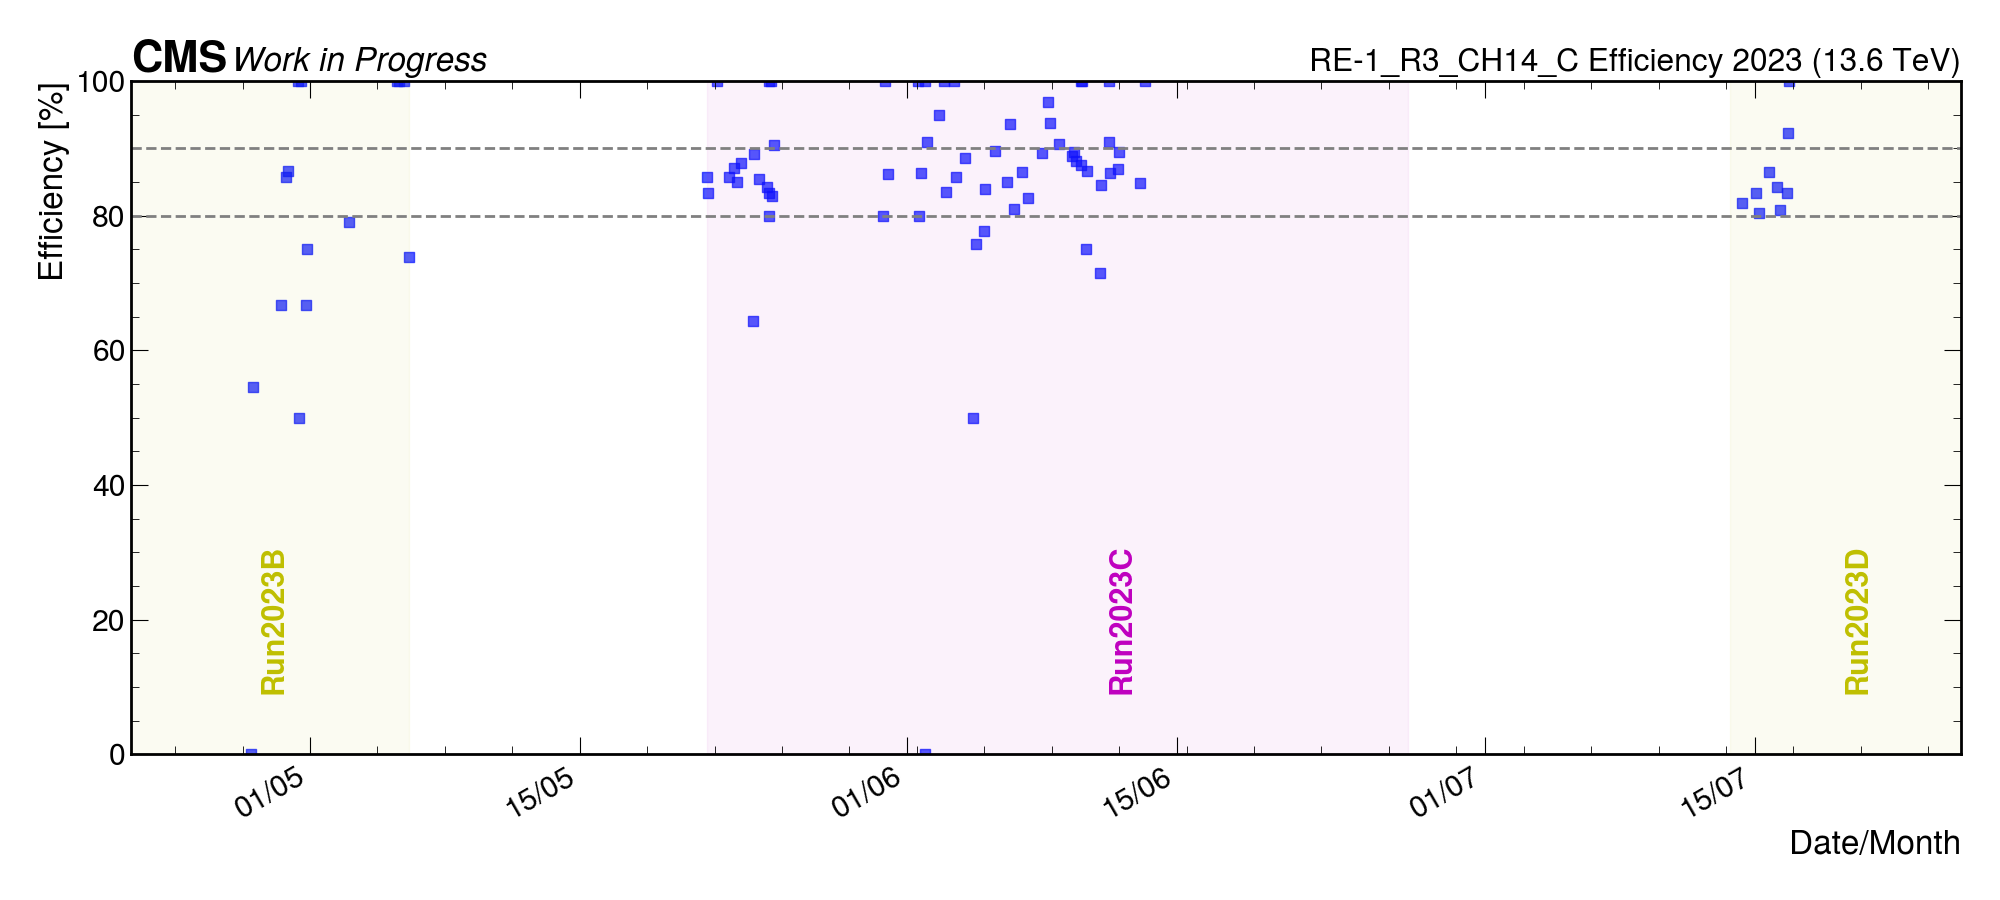 CMS Work in Progress
RE-1_R3_CH14_C Efficiency 2023 (13.6 TeV)
Efficiency [%]
100
80
60
40
20
0
Run2023B
Run2023C
Run2023D
01/05
15/05
01/06
15/06
01/07
15/07
Date/Month